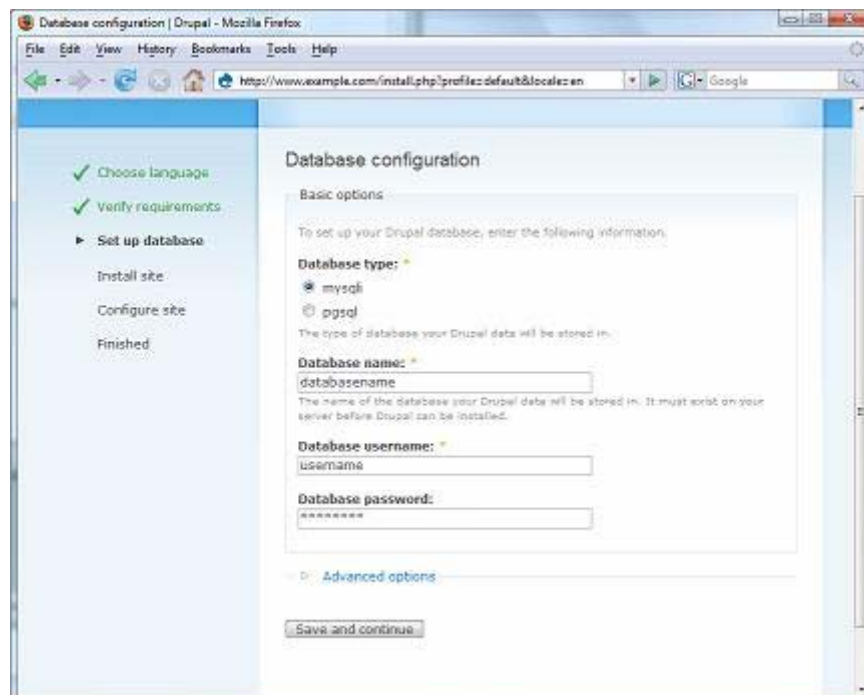 Database configuration | Drupal - Mozilla Firefox
File Edit View History Bookmarks Tools Help
http://www.example.com/install.php?profile=default&locale=en
Google
Choose language
Verify requirements
Set up database
Install site
Configure site
Finished
Database configuration
Basic options
To set up your Drupal database, enter the following information.
Database type: *
mysqli
pgsql
The type of database your Drupal data will be stored in.
Database name: *
databasename
The name of the database your Drupal data will be stored in. It must exist on your
server before Drupal can be installed.
Database username: *
username
Database password:
********
Advanced options
Save and continue